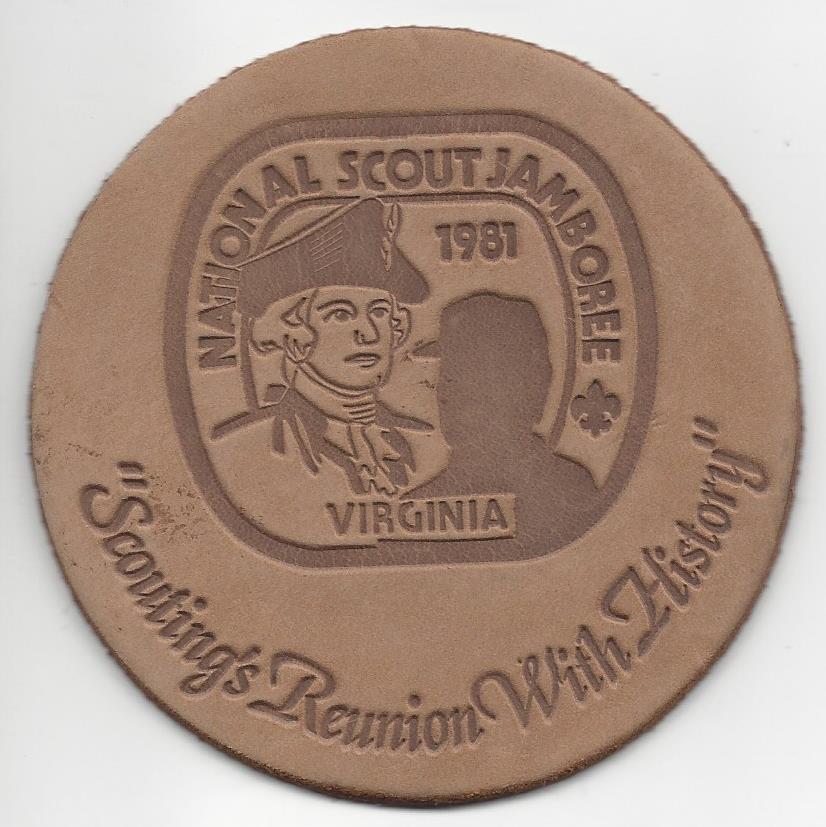 NATIONAL SCOUT JAMBOREE
1981
VIRGINIA
"Scouting's Reunion With History"